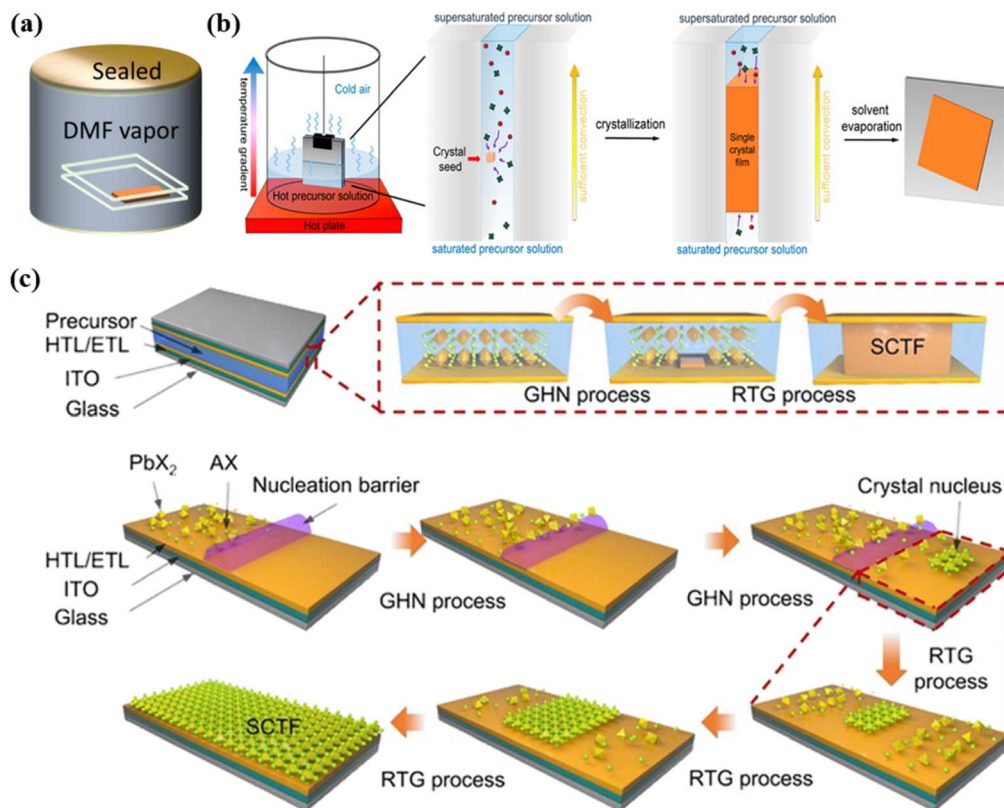 (a)
Sealed
DMF vapor
(b)
temperature gradient
Cold air
Hot precursor solution
Hot plate
supersaturated precursor solution
Crystal
seed
sufficient convection
saturated precursor solution
crystallization
supersaturated precursor solution
Single
crystal
film
sufficient convection
saturated precursor solution
solvent
evaporation
(c)
Precursor
HTL/ETL
ITO
Glass
GHN process
RTG process
SCTF
PbX₂
AX
Nucleation barrier
HTL/ETL
ITO
Glass
GHN process
GHN process
Crystal nucleus
RTG
process
SCTF
RTG process
RTG process